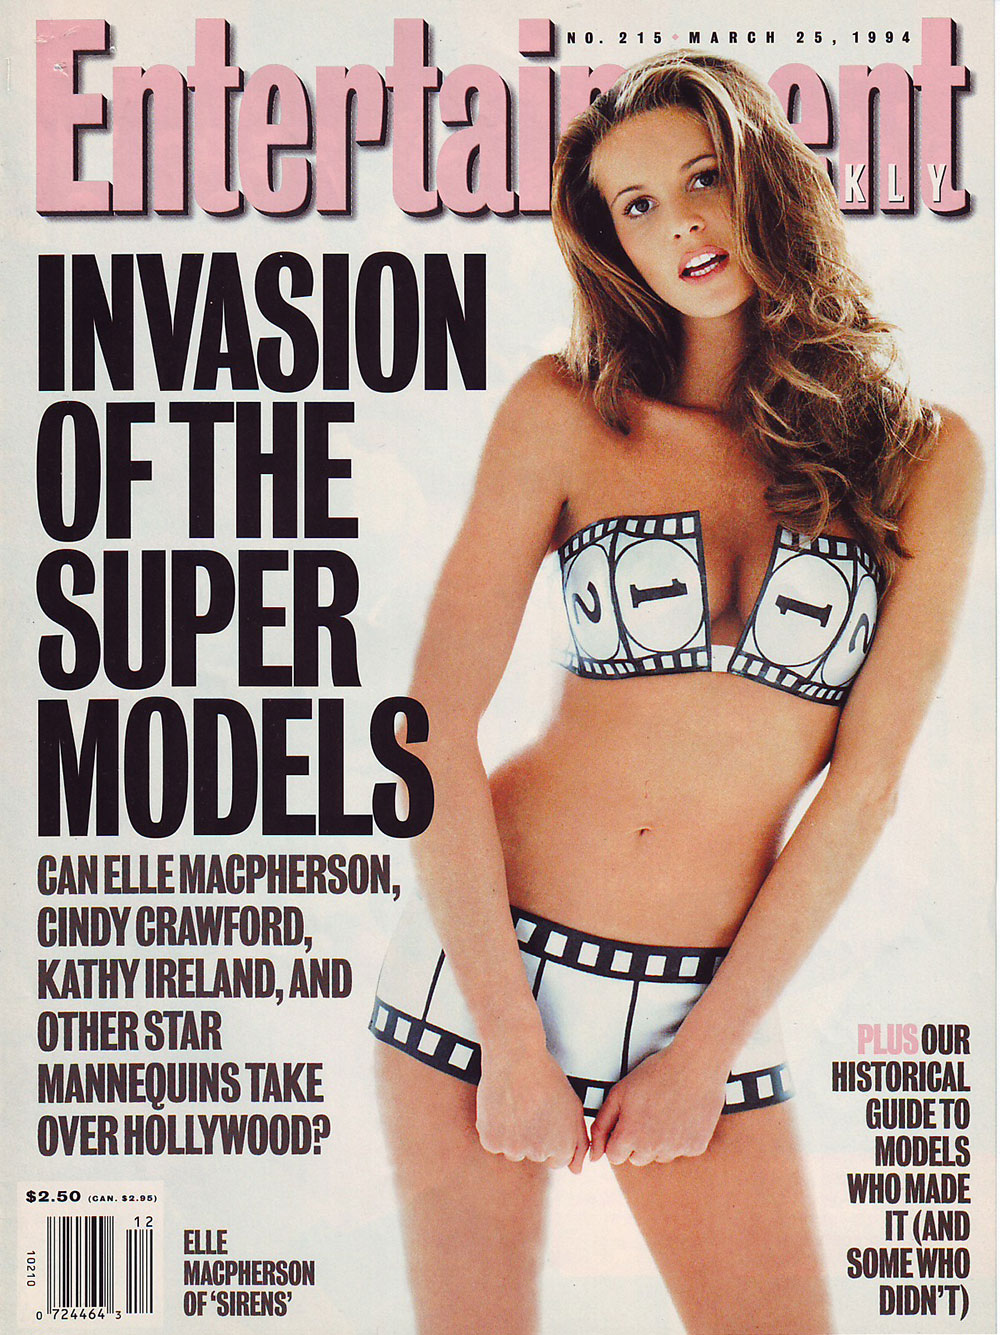 NO. 215 • MARCH 25, 1994
Entertai ent
KLY
INVASION
OF THE
SUPER
MODELS
CAN ELLE MACPHERSON,
CINDY CRAWFORD,
KATHY IRELAND, AND
OTHER STAR
MANNEQUINS TAKE
OVER HOLLYWOOD?
2 1 1 2
PLUS OUR
HISTORICAL
GUIDE TO
MODELS
WHO MADE
IT (AND
SOME WHO
DIDN'T)
$2.50 (CAN. $2.95)
12
10210
0 724464 3
ELLE
MACPHERSON
OF 'SIRENS'